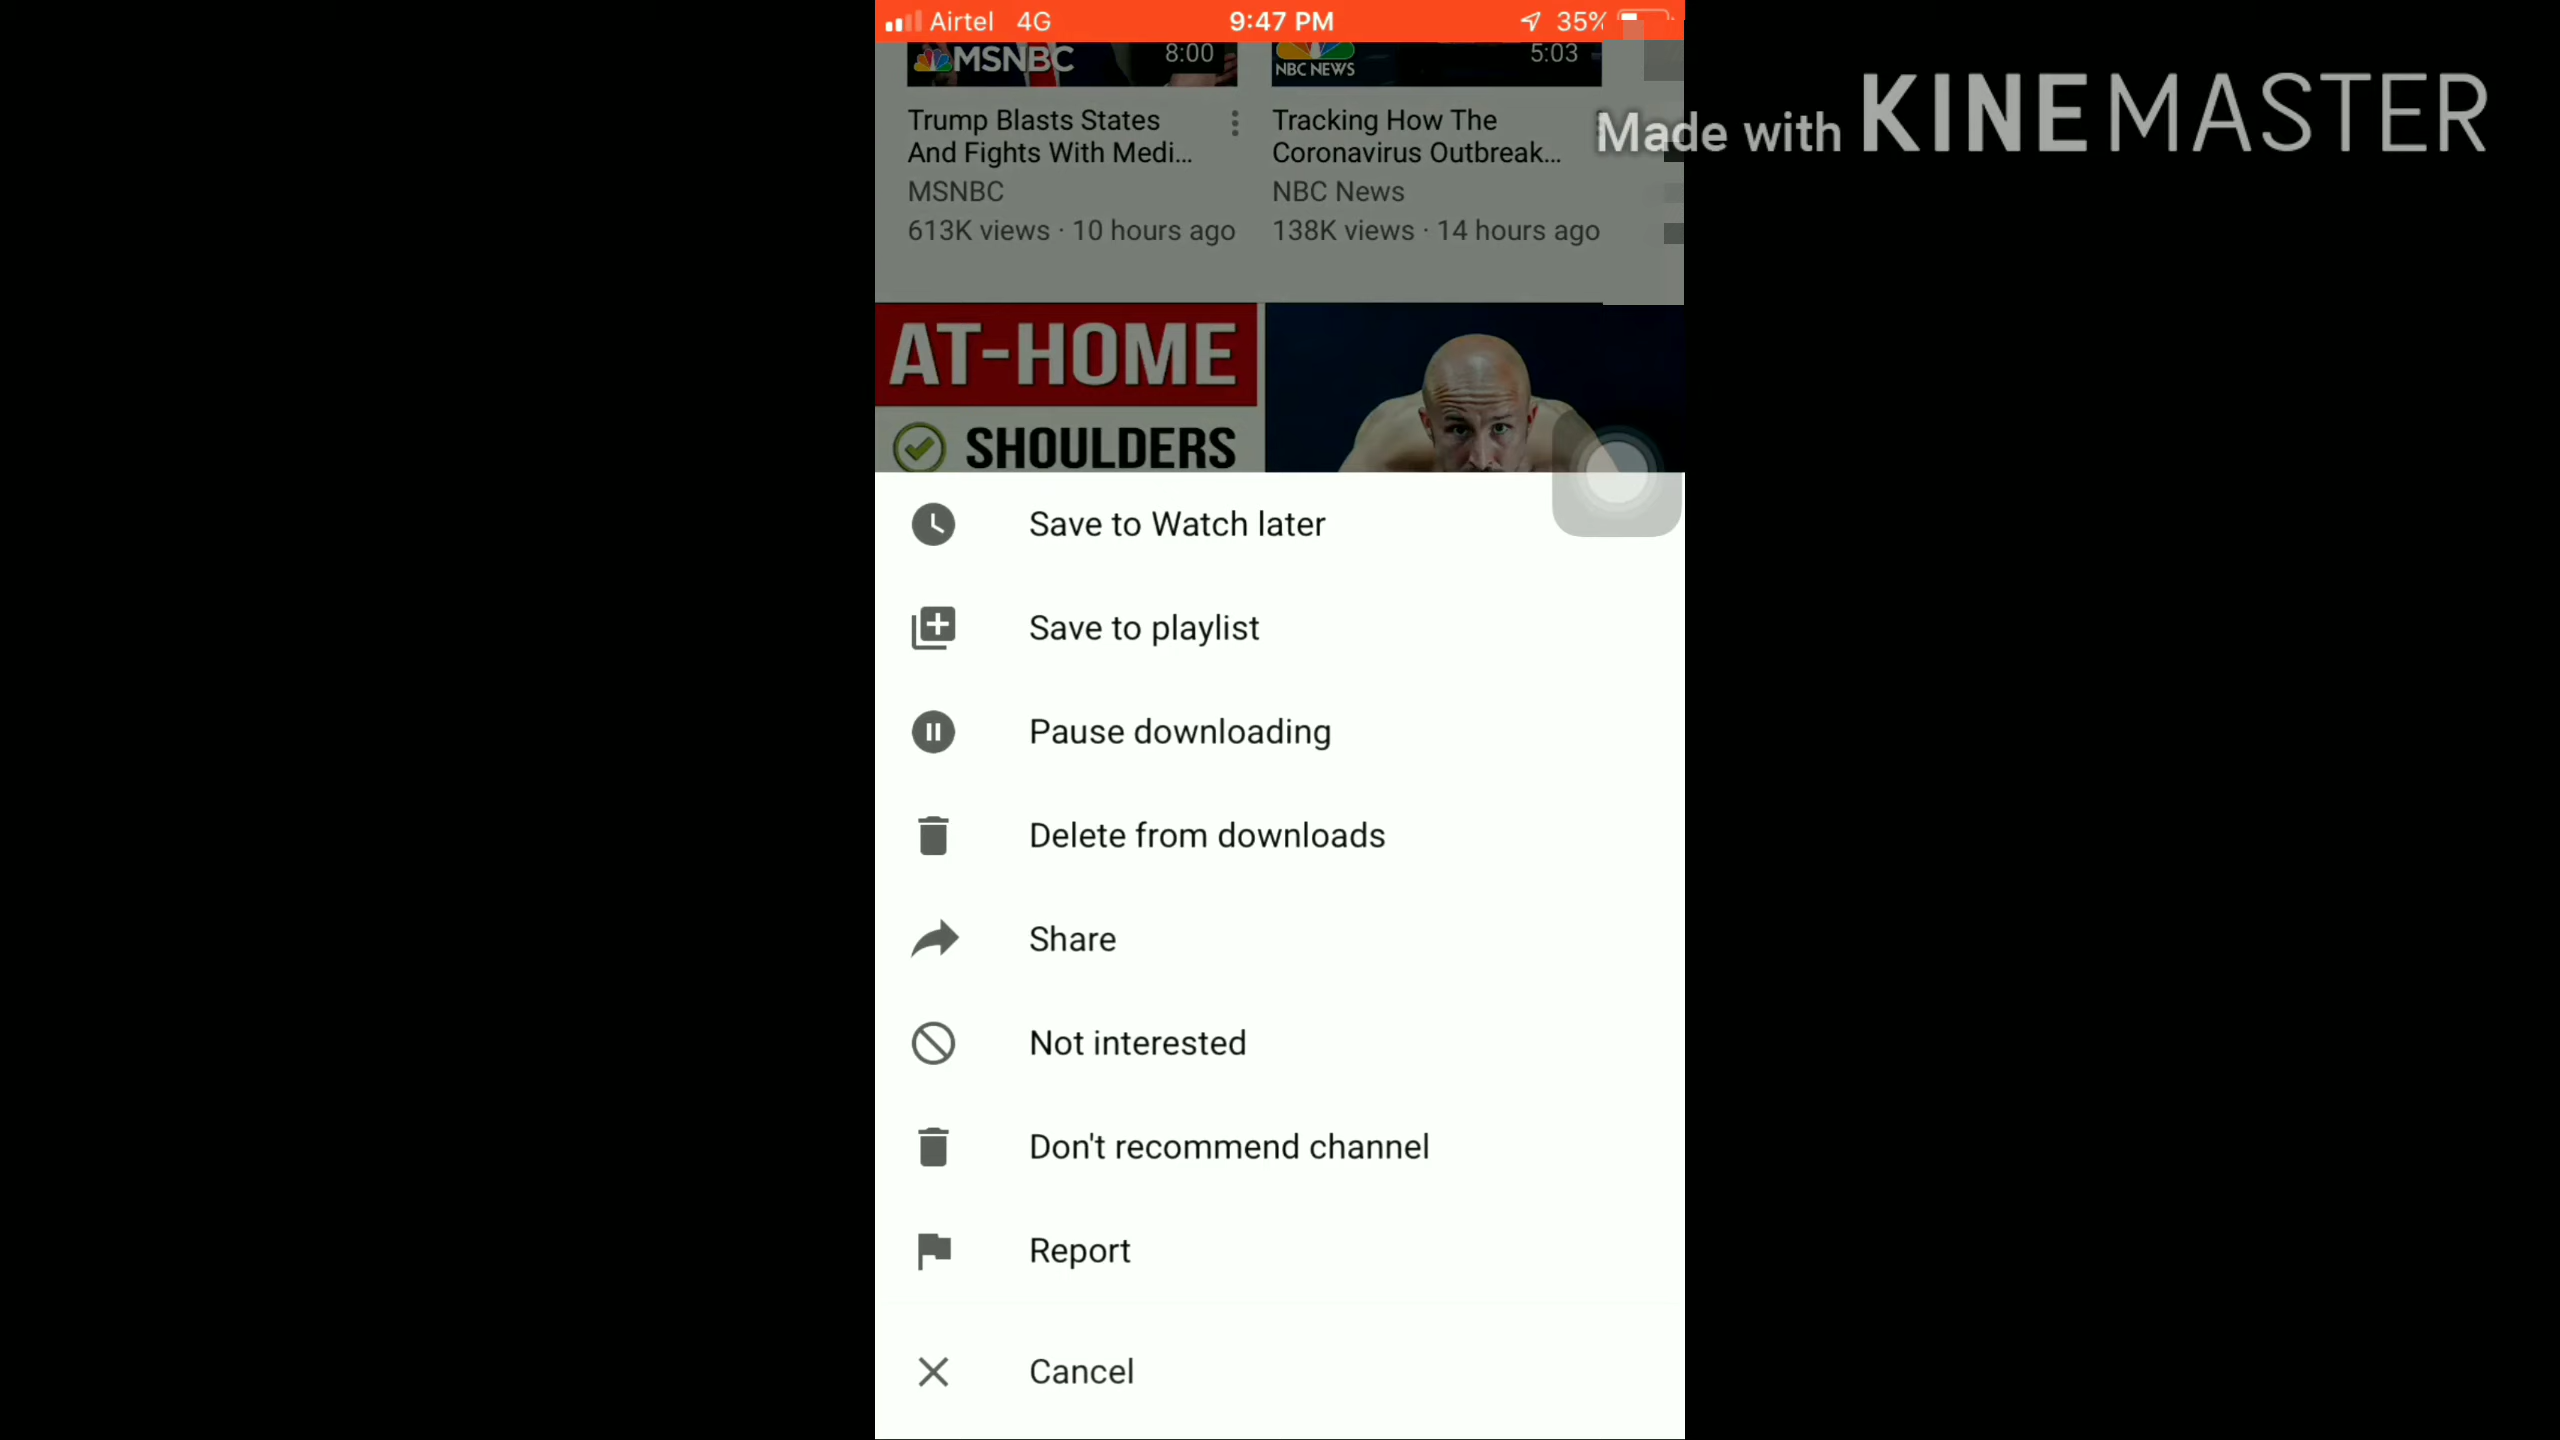 Airtel 4G 9:47 PM 35%
MSNBC 8:00
NBC NEWS 5:03
Made with KINEMASTER
Trump Blasts States
And Fights With Medi...
MSNBC
613K views · 10 hours ago
Tracking How The
Coronavirus Outbreak...
NBC News
138K views · 14 hours ago
AT-HOME
SHOULDERS
Save to Watch later
Save to playlist
Pause downloading
Delete from downloads
Share
Not interested
Don't recommend channel
Report
Cancel